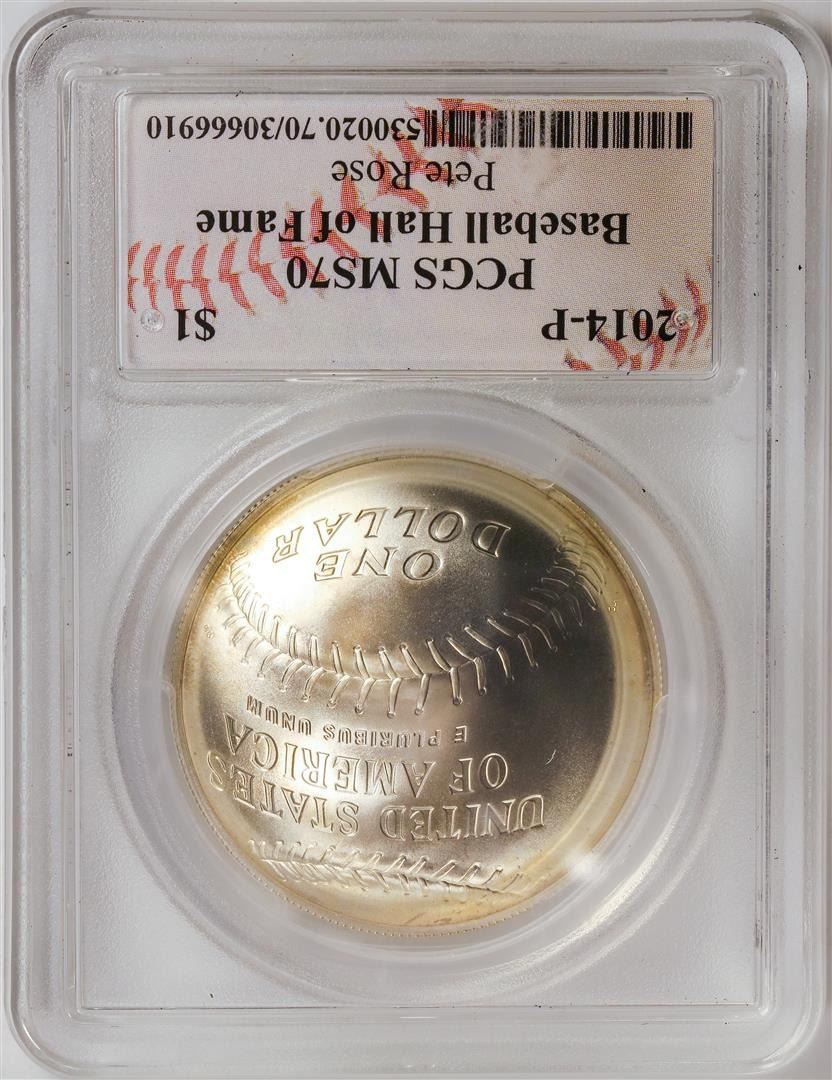 2014-P $1
PCGS MS70
Baseball Hall of Fame
Pete Rose
530020.70/30666910
UNITED STATES
OF AMERICA
E PLURIBUS UNUM
ONE
DOLLAR